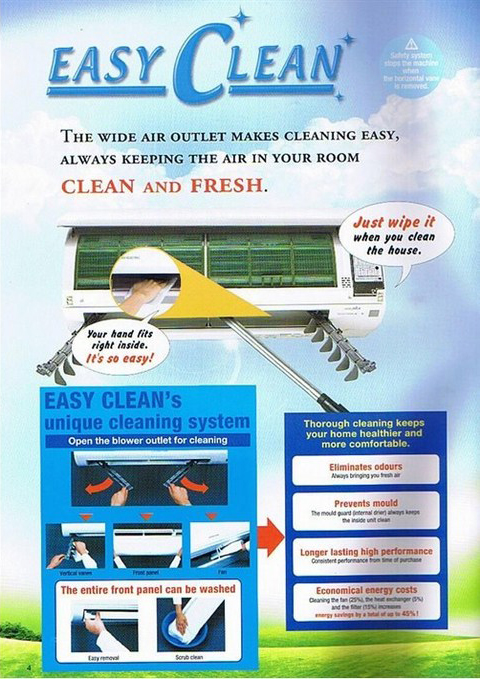 EASY CLEAN
Safety system
stops the machine
when
the horizontal vane
is removed.
THE WIDE AIR OUTLET MAKES CLEANING EASY,
ALWAYS KEEPING THE AIR IN YOUR ROOM
CLEAN AND FRESH.
Just wipe it
when you clean
the house.
Your hand fits
right inside.
It's so easy!
EASY CLEAN's
unique cleaning system
Open the blower outlet for cleaning
Vertical vanes
Front panel
Fan
The entire front panel can be washed
Easy removal
Scrub clean
Thorough cleaning keeps
your home healthier and
more comfortable.
Eliminates odours
Always bringing you fresh air
Prevents mould
The mould guard (internal drier) always keeps
the inside unit clean
Longer lasting high performance
Consistent performance from time of purchase
Economical energy costs
Cleaning the fan (25%), the heat exchanger (5%)
and the filter (15%) increases
energy savings by a total of up to 45%!
4